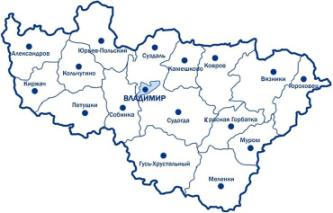 Александров
Юрьев-Польский
Суздаль
Камешково
Ковров
Вязники
Гороховец
Киржач
Кольчугино
ВЛАДИМИР
Петушки
Собинка
Судогда
Красная Горбатка
Муром
Гусь-Хрустальный
Меленки